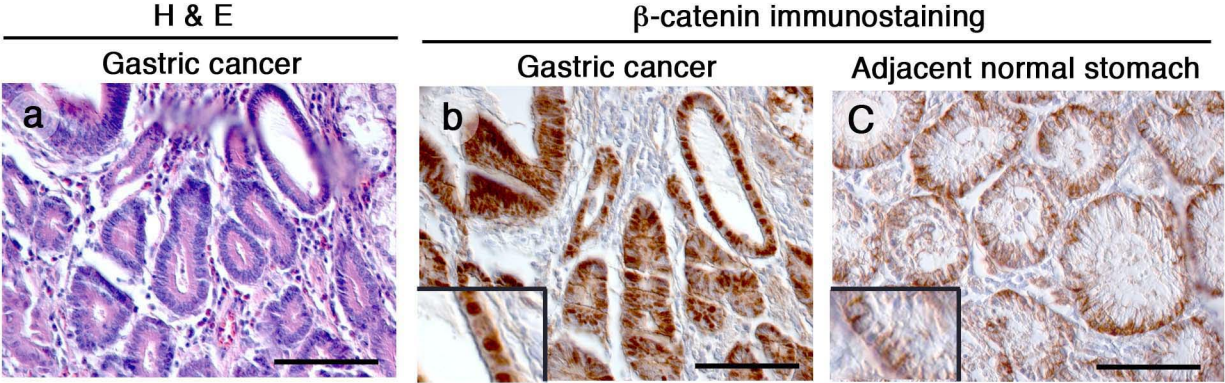 H & E
β-catenin immunostaining
Gastric cancer
Gastric cancer
Adjacent normal stomach
a
b
C